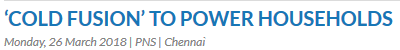 ‘COLD FUSION’ TO POWER HOUSEHOLDS
Monday, 26 March 2018 | PNS | Chennai